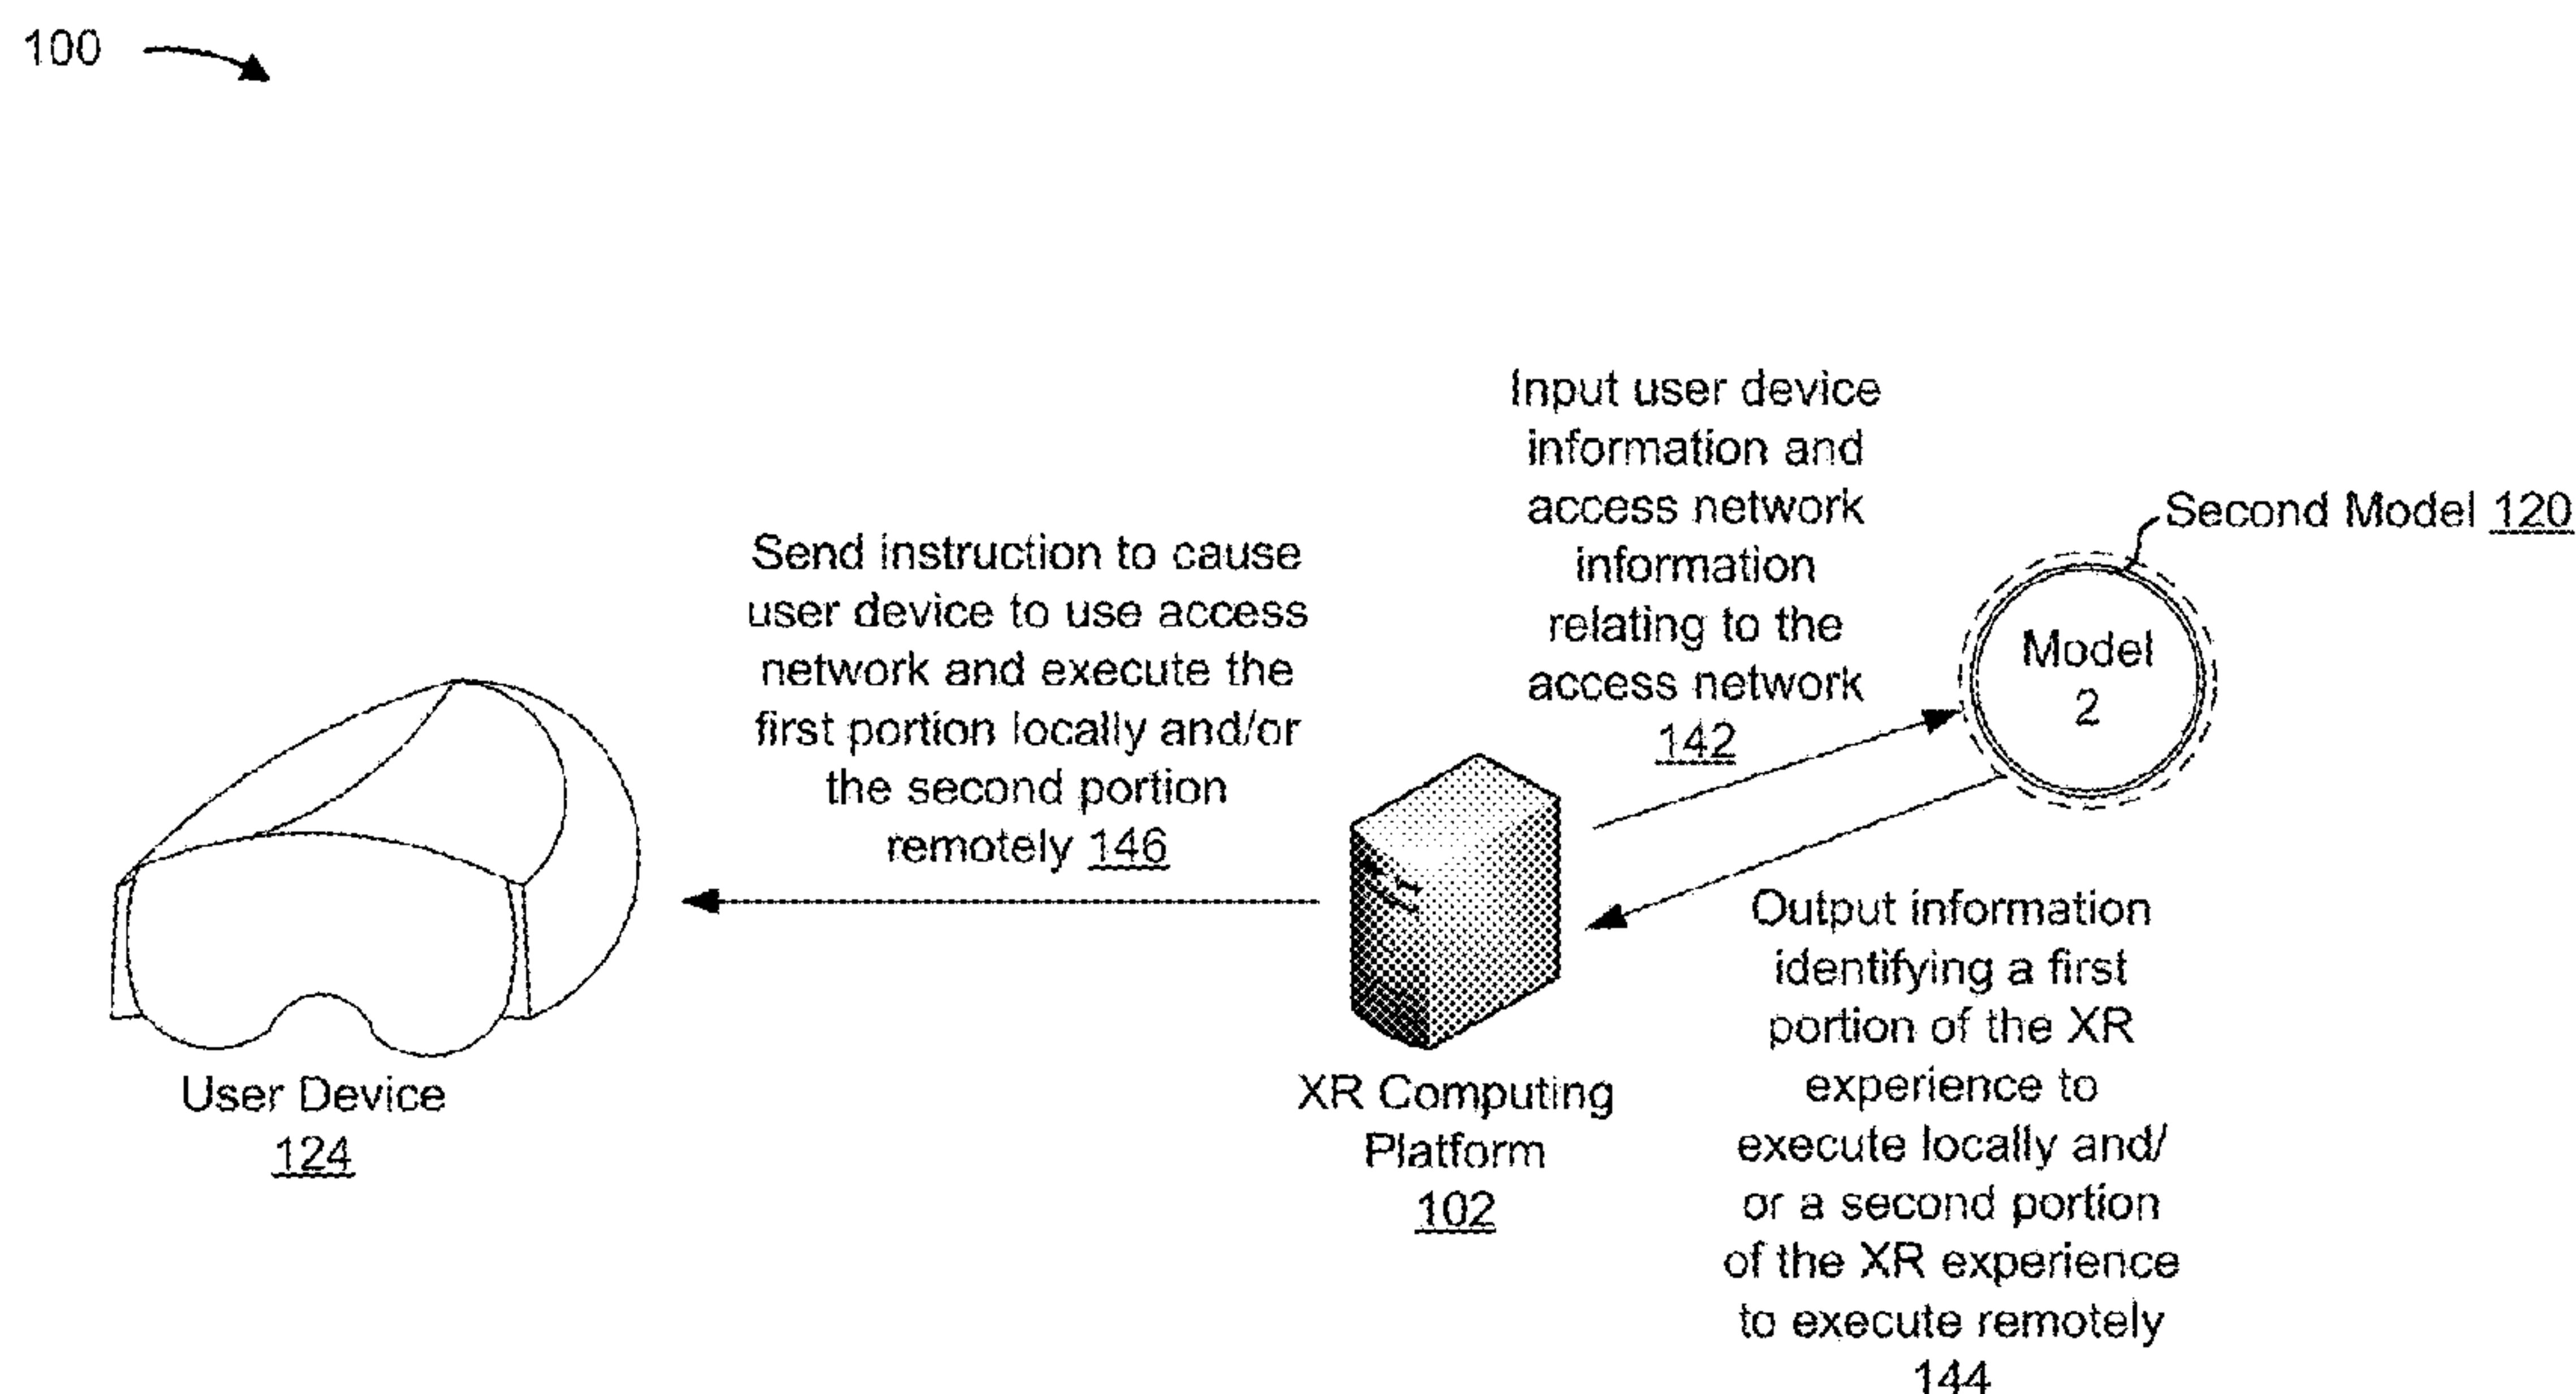 100
Input user device
information and
access network
information
relating to the
access network
142
Second Model 120
Model
2
Send instruction to cause
user device to use access
network and execute the
first portion locally and/or
the second portion
remotely 146
Output information
identifying a first
portion of the XR
experience to
execute locally and/
or a second portion
of the XR experience
to execute remotely
144
User Device
124
XR Computing
Platform
102